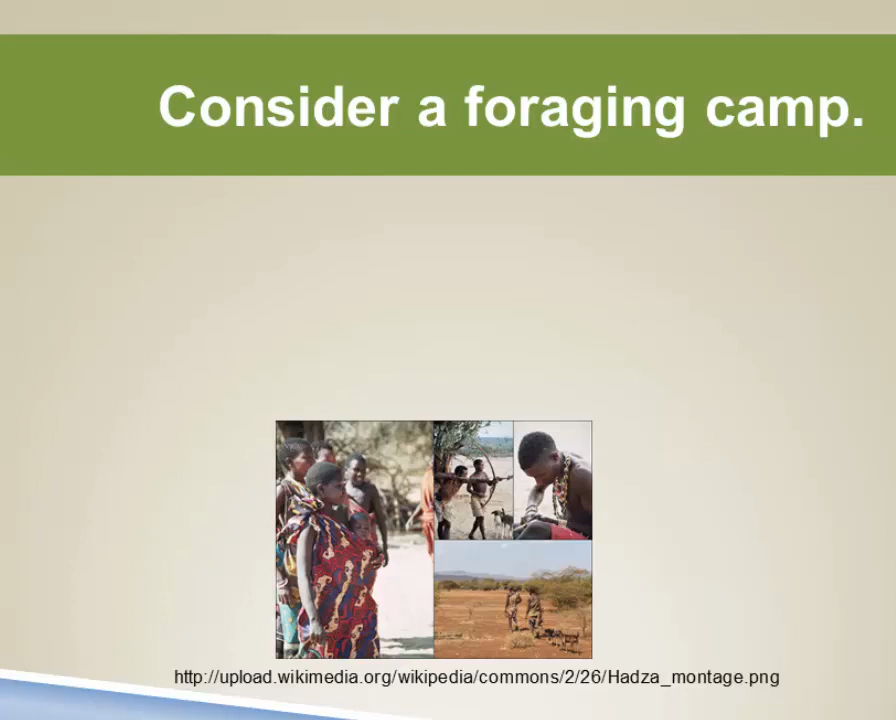 Consider a foraging camp.
http://upload.wikimedia.org/wikipedia/commons/2/26/Hadza_montage.png